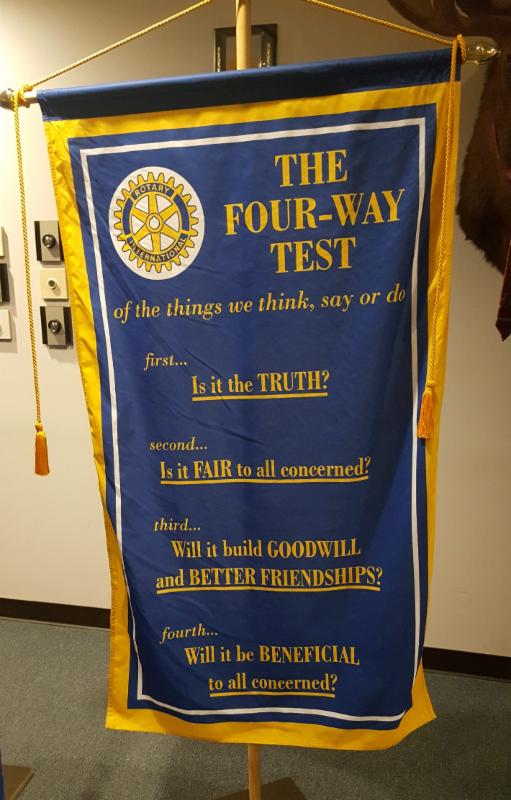 ROTARY
INTERNATIONAL
THE
FOUR-WAY
TEST
of the things we think, say or do
first...
Is it the TRUTH?
second...
Is it FAIR to all concerned?
third...
Will it build GOODWILL
and BETTER FRIENDSHIPS?
fourth...
Will it be BENEFICIAL
to all concerned?